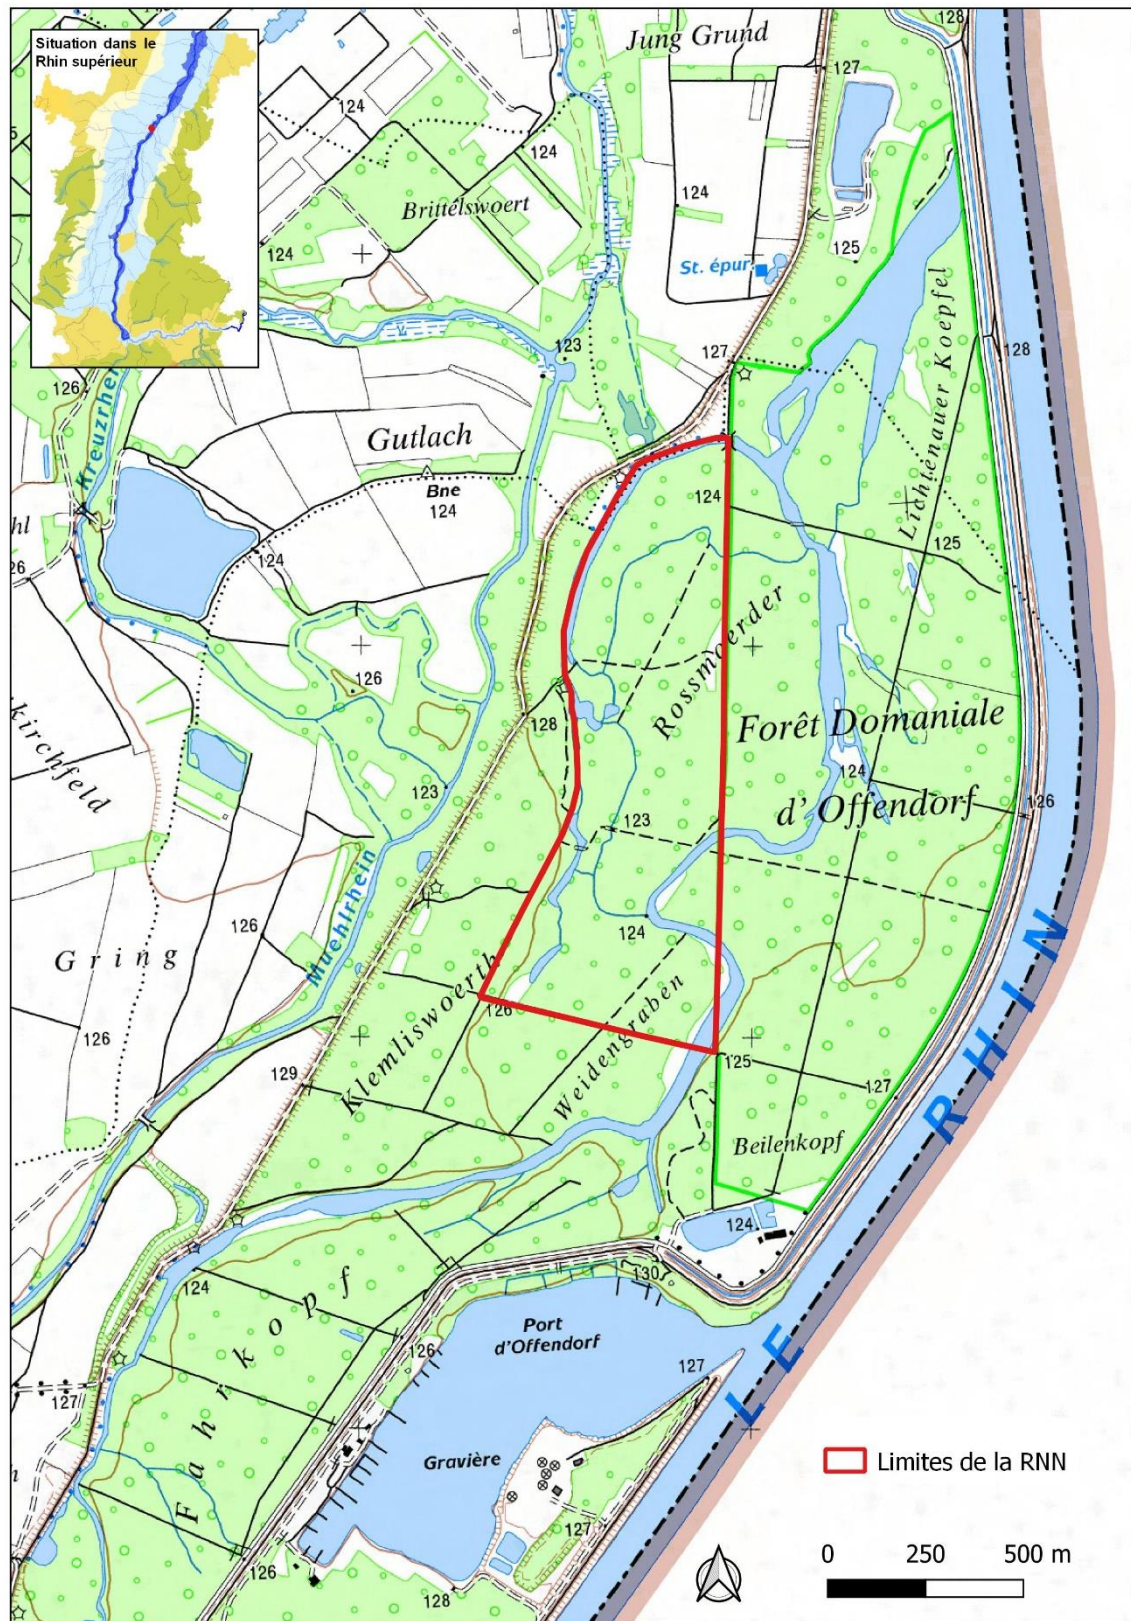 Situation dans le
Rhin supérieur
Jung Grund
128
127
124
124
Brittelswoert
124
124
125
St. épur.
Lichtenauer Koepfel
123
127
128
126
Kreuzrhein
Gutlach
Bne
124
124
124
125
hl
26
Rossmoerder
126
128
Forêt Domaniale
d'Offendorf
kirchfeld
123
124
126
123
Muehlrhein
126
124
Gring
Klemliswoerth
126
126
Weidengraben
125
129
127
Beilenkopf
LE RHIN
124
124
130
Fahrkopf
Port
d'Offendorf
126
127
127
Gravière
127
126
128
Limites de la RNN
0 250 500 m